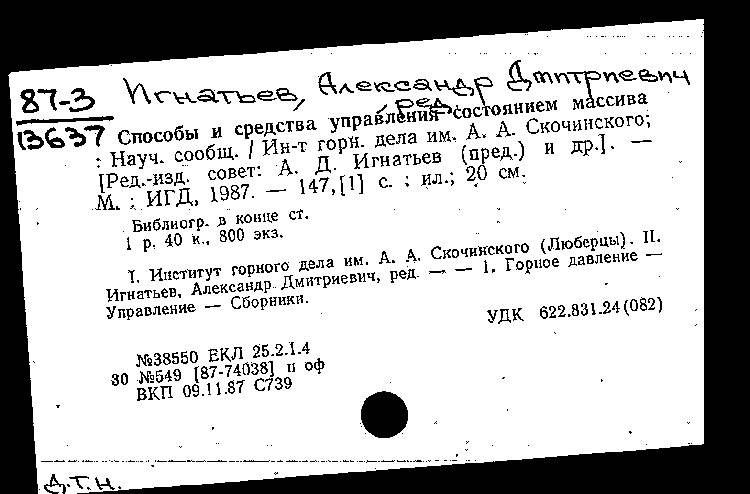 87-3
13637
Игнатьев, Александр Дмитриевич
, ред.
Способы и средства управления состоянием массива
: Науч. сообщ. / Ин-т горн. дела им. А. А. Скочинского;
[Ред.-изд. совет: А. Д. Игнатьев (пред.) и др.]. —
М. : ИГД, 1987. — 147,[1] с. : ил.; 20 см.
Библиогр. в конце ст.
1 р. 40 к., 800 экз.
I. Институт горного дела им. А. А. Скочинского (Люберцы). II.
Игнатьев, Александр Дмитриевич, ред. — — 1. Горное давление —
Управление — Сборники.
УДК 622.831.24(082)
№38550 ЕКЛ 25.2.1.4
30 №549 [87-74038] п оф
ВКП 09.11.87 С739
Д.Т.Н.